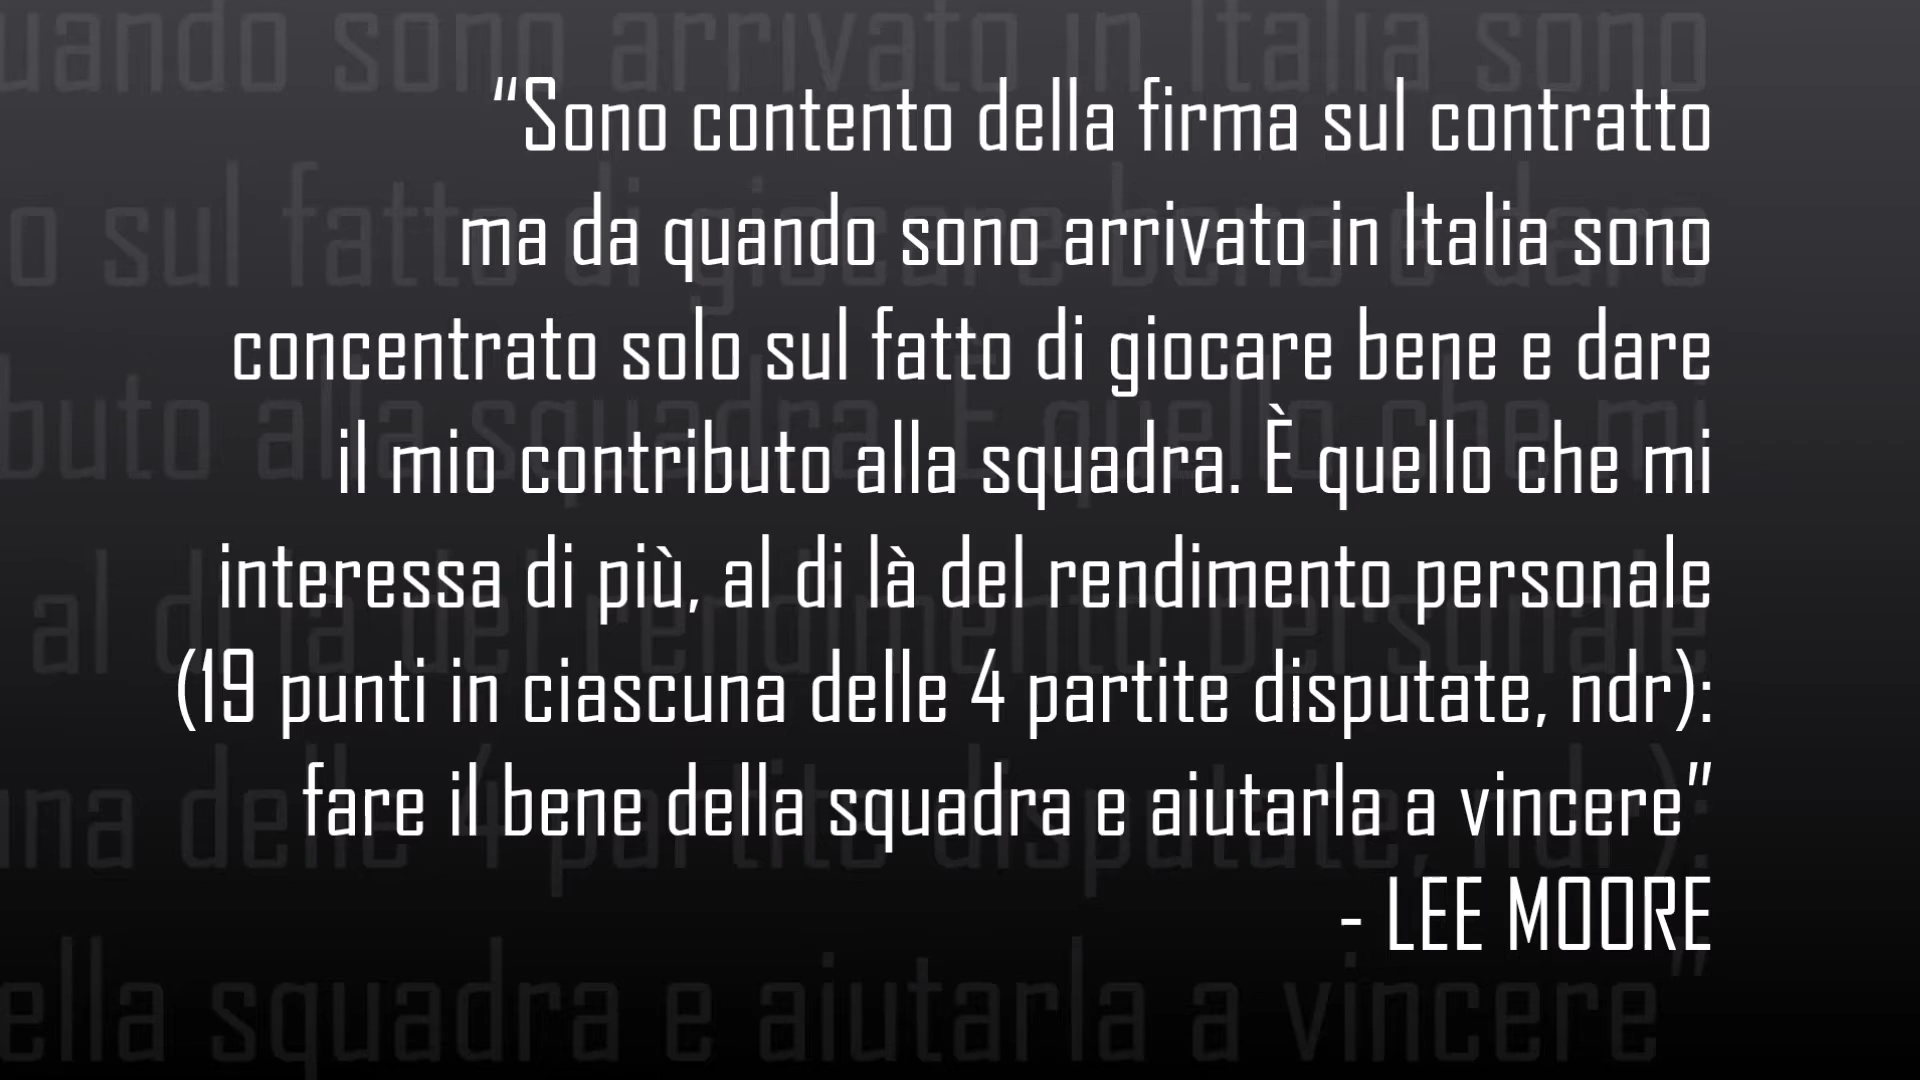 “Sono contento della firma sul contratto
ma da quando sono arrivato in Italia sono
concentrato solo sul fatto di giocare bene e dare
il mio contributo alla squadra. È quello che mi
interessa di più, al di là del rendimento personale
(19 punti in ciascuna delle 4 partite disputate, ndr):
fare il bene della squadra e aiutarla a vincere”
- LEE MOORE